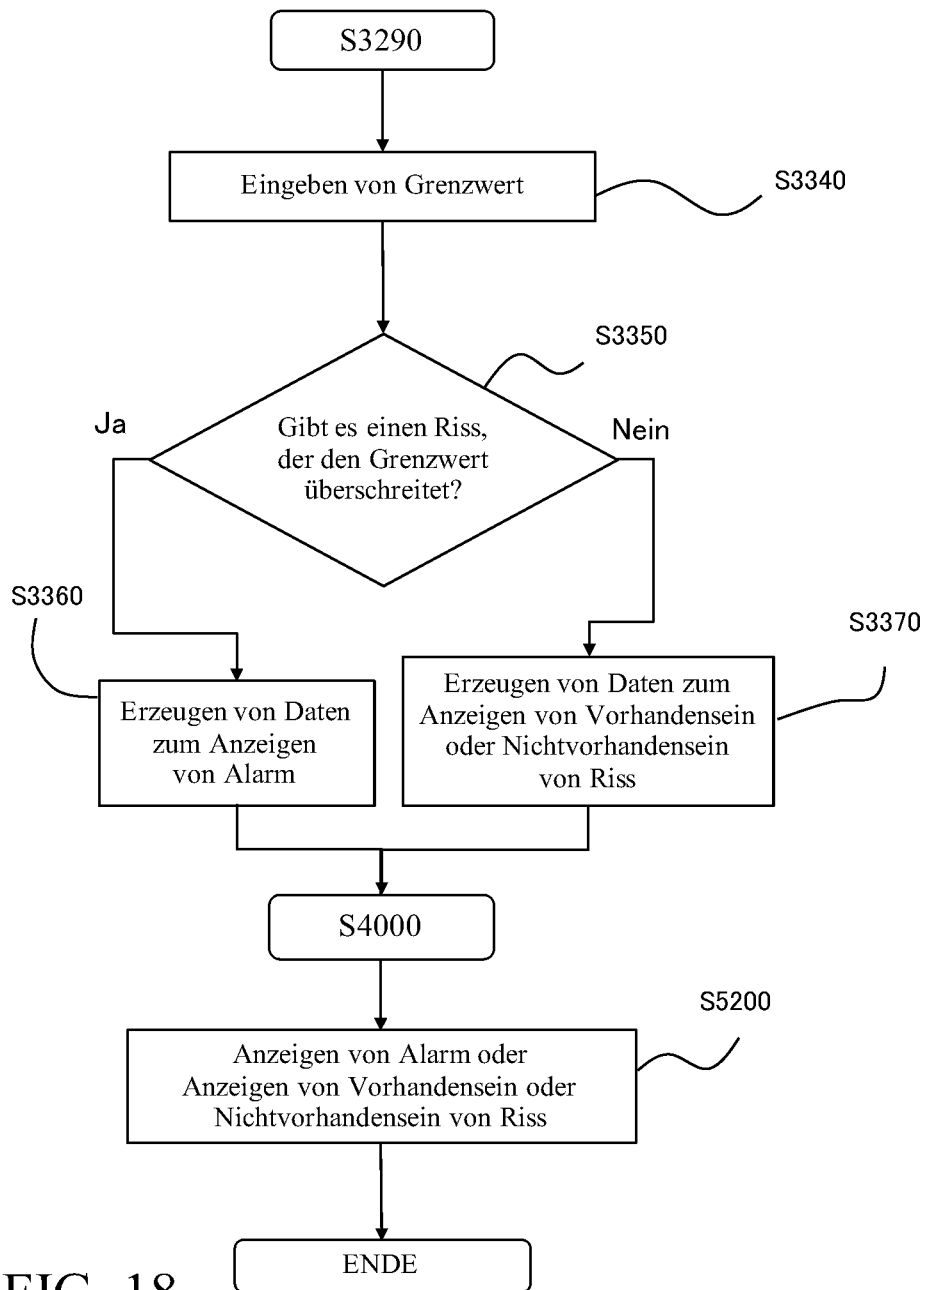 S3290
Eingeben von Grenzwert
S3340
S3350
Ja
Gibt es einen Riss,
der den Grenzwert
überschreitet?
Nein
S3360
S3370
Erzeugen von Daten
zum Anzeigen
von Alarm
Erzeugen von Daten zum
Anzeigen von Vorhandensein
oder Nichtvorhandensein
von Riss
S4000
S5200
Anzeigen von Alarm oder
Anzeigen von Vorhandensein oder
Nichtvorhandensein von Riss
ENDE
FIG. 18